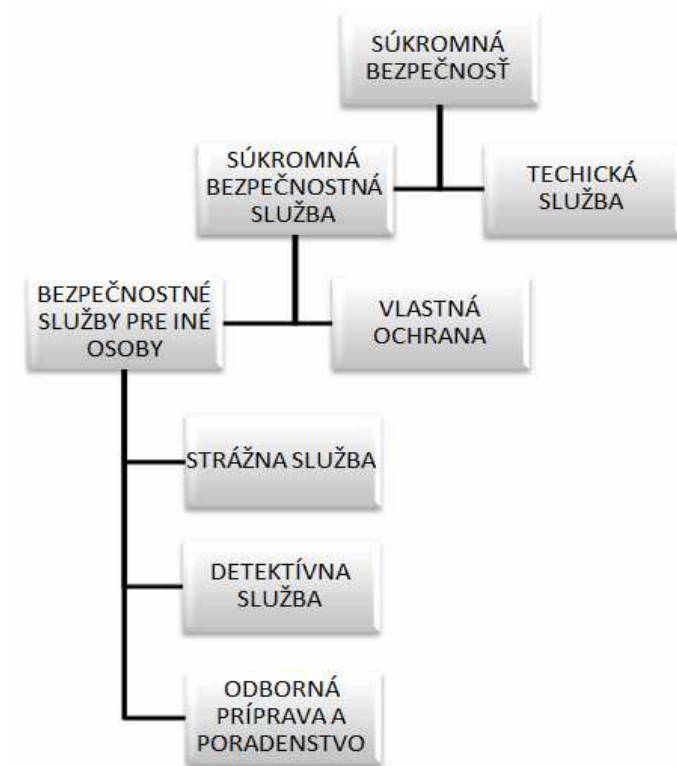 SÚKROMNÁ
BEZPEČNOSŤ
SÚKROMNÁ
BEZPEČNOSTNÁ
SLUŽBA
TECHICKÁ
SLUŽBA
BEZPEČNOSTNÉ
SLUŽBY PRE INÉ
OSOBY
VLASTNÁ
OCHRANA
STRÁŽNA SLUŽBA
DETEKTÍVNA
SLUŽBA
ODBORNÁ
PRÍPRAVA A
PORADENSTVO